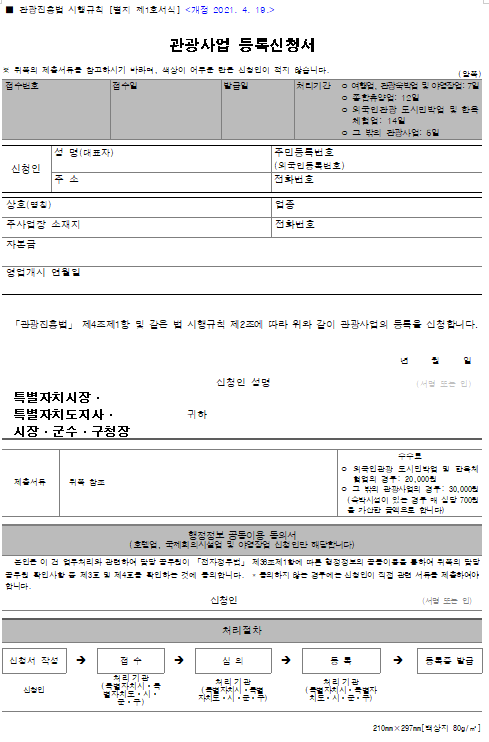 ■ 관광진흥법 시행규칙 [별지 제1호서식] <개정 2021. 4. 19.>
관광사업 등록신청서
※ 뒤쪽의 제출서류를 참고하시기 바라며, 색상이 어두운 란은 신청인이 적지 않습니다.
(앞쪽)
접수번호 접수일 발급일 처리기간
ㅇ 여행업, 관광숙박업 및 야영장업: 7일
ㅇ 종합휴양업: 12일
ㅇ 외국인관광 도시민박업 및 한옥
체험업: 14일
ㅇ 그 밖의 관광사업: 5일
신청인
성 명(대표자) 주민등록번호
(외국인등록번호)
주 소 전화번호
상호(명칭) 업종
주사업장 소재지 전화번호
자본금
영업개시 연월일
「관광진흥법」 제4조제1항 및 같은 법 시행규칙 제2조에 따라 위와 같이 관광사업의 등록을 신청합니다.
년 월 일
신청인 성명 (서명 또는 인)
특별자치시장ㆍ
특별자치도지사ㆍ 귀하
시장ㆍ군수ㆍ구청장
제출서류 뒤쪽 참조
수수료
ㅇ 외국인관광 도시민박업 및 한옥체
험업의 경우: 20,000원
ㅇ 그 밖의 관광사업의 경우: 30,000원
(숙박시설이 있는 경우 매 실당 700원
을 가산한 금액으로 합니다)
행정정보 공동이용 동의서
(호텔업, 국제회의시설업 및 야영장업 신청인만 해당합니다)
본인은 이 건 업무처리와 관련하여 담당 공무원이 「전자정부법」 제36조제1항에 따른 행정정보의 공동이용을 통하여 뒤쪽의 담당
공무원 확인사항 중 제3호 및 제4호를 확인하는 것에 동의합니다. * 동의하지 않는 경우에는 신청인이 직접 관련 서류를 제출하여야
합니다.
신청인 (서명 또는 인)
처리절차
신청서 작성 ➔ 접 수 ➔ 심 의 ➔ 등 록 ➔ 등록증 발급
신청인
처리기관
(특별자치시ㆍ특
별자치도ㆍ시ㆍ
군ㆍ구)
처리기관
(특별자치시ㆍ특별
자치도ㆍ시ㆍ군ㆍ구)
처리기관
(특별자치시ㆍ특별자
치도ㆍ시ㆍ군ㆍ구)
210mm×297mm[백상지 80g/㎡]